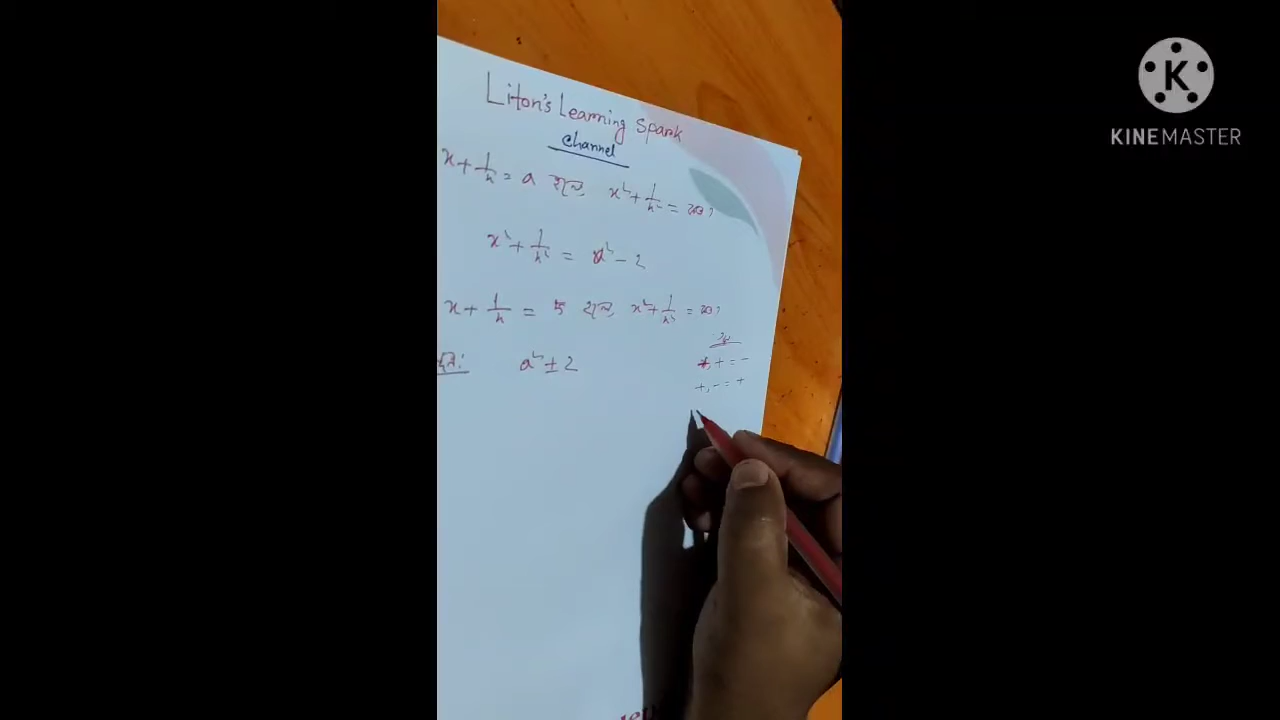 Liton's Learning Spark
Channel
x + 1/x = a হলে, x² + 1/x² = কত?
x² + 1/x² = a² - 2
x + 1/x = 5 হলে, x² + 1/x² = কত?
a² ± 2
+, + = -
+, - = +
KINEMASTER